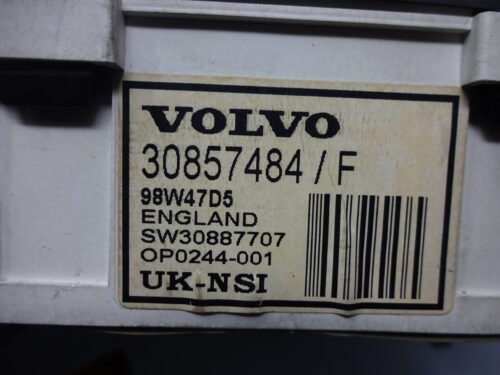 VOLVO
30857484 / F
98W47D5
ENGLAND
SW30887707
OP0244-001
UK-NSI